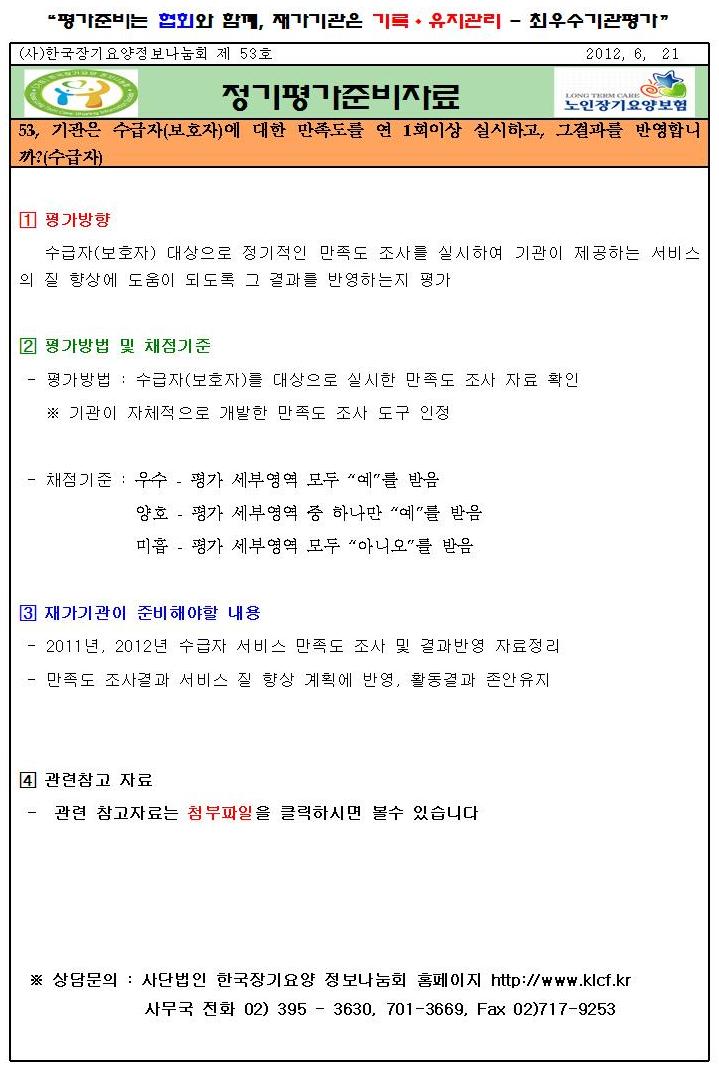 “평가준비는 협회와 함께, 재가기관은 기록·유지관리 - 최우수기관평가”
(사)한국장기요양정보나눔회 제 53호 2012, 6, 21
정기평가준비자료
LONG TERM CARE
노인장기요양보험
53, 기관은 수급자(보호자)에 대한 만족도를 연 1회이상 실시하고, 그결과를 반영합니
까?(수급자)
1 평가방향
수급자(보호자) 대상으로 정기적인 만족도 조사를 실시하여 기관이 제공하는 서비스
의 질 향상에 도움이 되도록 그 결과를 반영하는지 평가
2 평가방법 및 채점기준
- 평가방법 : 수급자(보호자)를 대상으로 실시한 만족도 조사 자료 확인
※ 기관이 자체적으로 개발한 만족도 조사 도구 인정
- 채점기준 : 우수 - 평가 세부영역 모두 “예”를 받음
양호 - 평가 세부영역 중 하나만 “예”를 받음
미흡 - 평가 세부영역 모두 “아니오”를 받음
3 재가기관이 준비해야할 내용
- 2011년, 2012년 수급자 서비스 만족도 조사 및 결과반영 자료정리
- 만족도 조사결과 서비스 질 향상 계획에 반영, 활동결과 존안유지
4 관련참고 자료
- 관련 참고자료는 첨부파일을 클릭하시면 볼수 있습니다
※ 상담문의 : 사단법인 한국장기요양 정보나눔회 홈페이지 http://www.klcf.kr
사무국 전화 02) 395 - 3630, 701-3669, Fax 02)717-9253